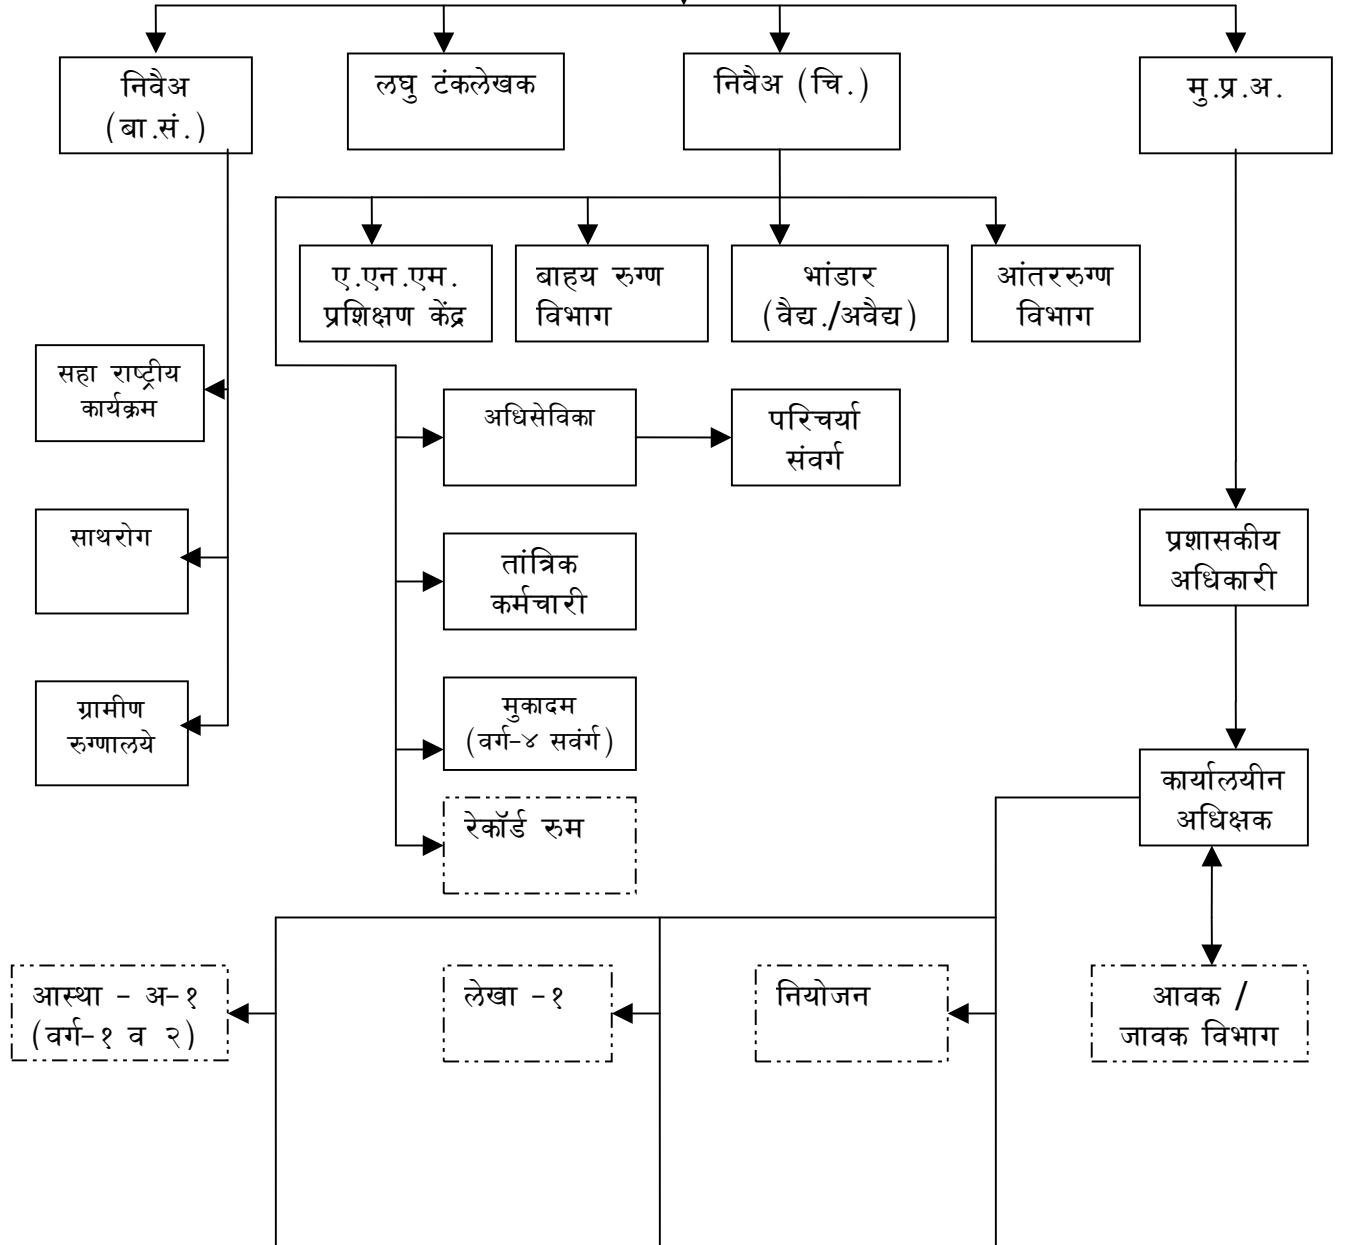 निवैअ
(बा.सं.)
लघु टंकलेखक
निवैअ (चि.)
मु.प्र.अ.
ए.एन.एम.
प्रशिक्षण केंद्र
बाहय रुग्ण
विभाग
भांडार
(वैद्य./अवैद्य)
आंतररुग्ण
विभाग
सहा राष्ट्रीय
कार्यक्रम
अधिसेविका
परिचर्या
संवर्ग
साथरोग
तांत्रिक
कर्मचारी
प्रशासकीय
अधिकारी
ग्रामीण
रुग्णालये
मुकादम
(वर्ग-४ सवंर्ग)
कार्यालयीन
अधिक्षक
रेकॉर्ड रुम
आस्था - अ-१
(वर्ग-१ व २)
लेखा -१
नियोजन
आवक /
जावक विभाग